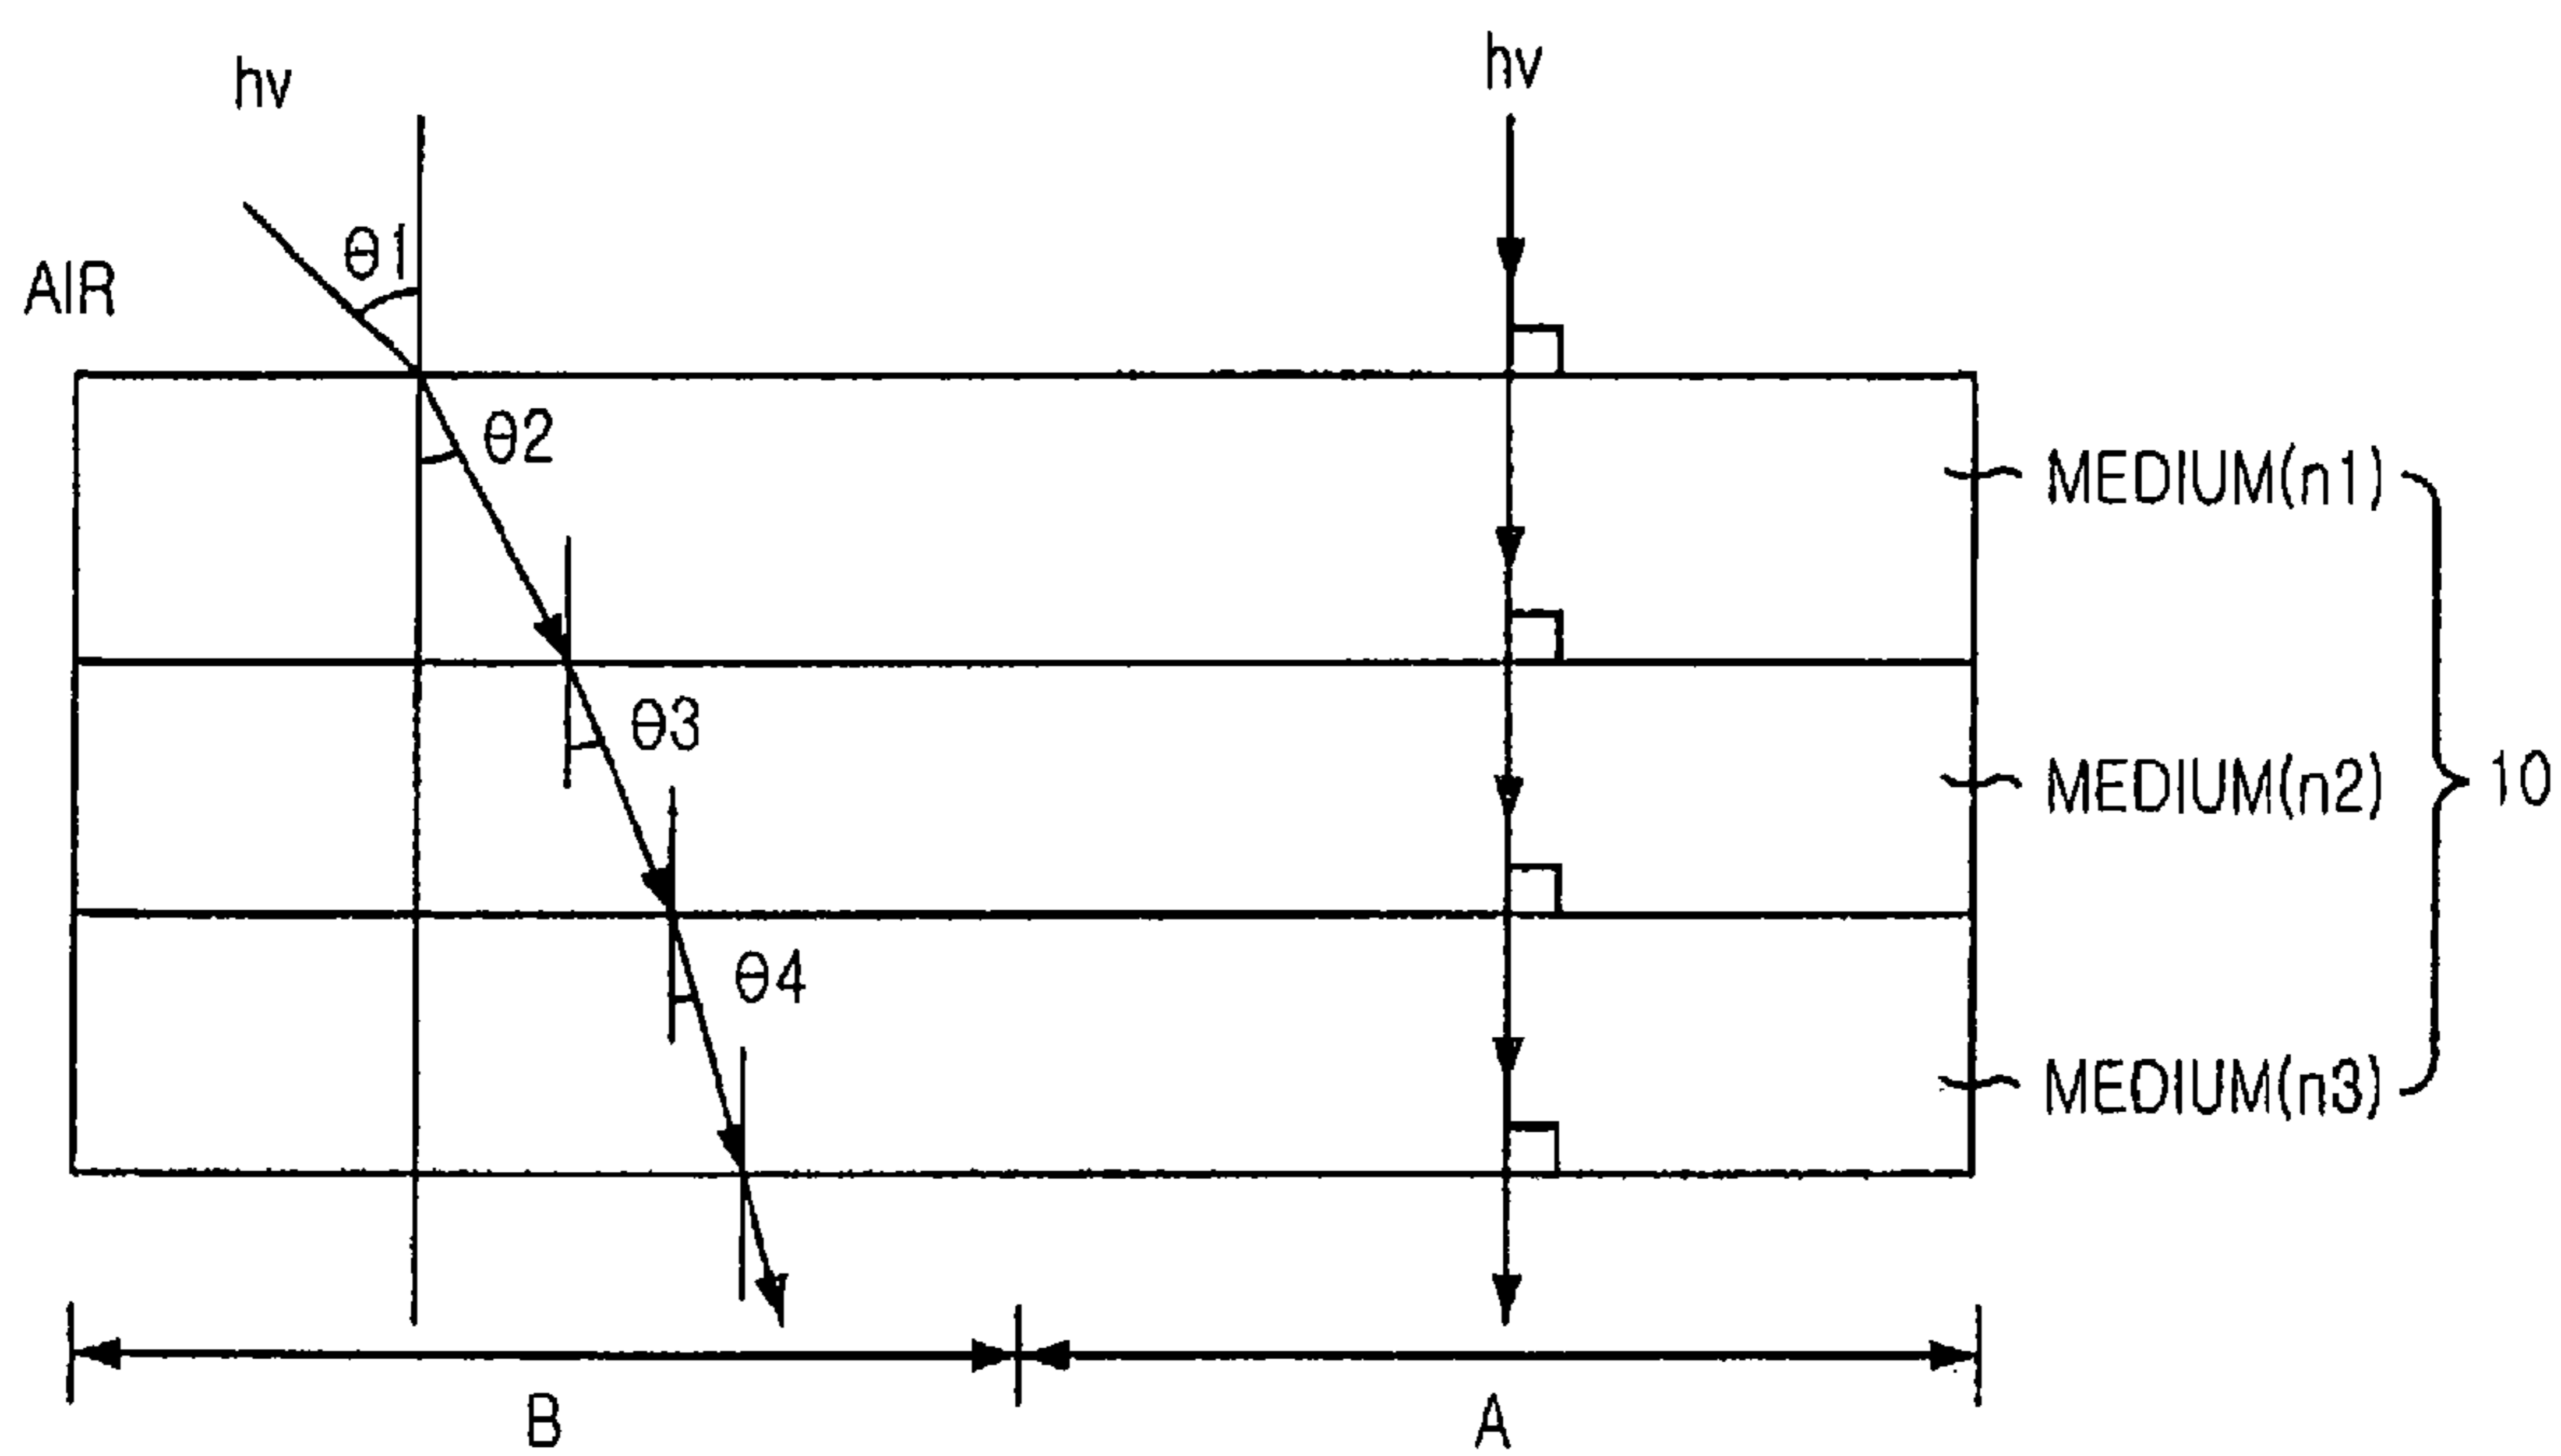 hv
hv
θ1
AIR
θ2
MEDIUM(n1)
θ3
MEDIUM(n2)
10
θ4
MEDIUM(n3)
B
A